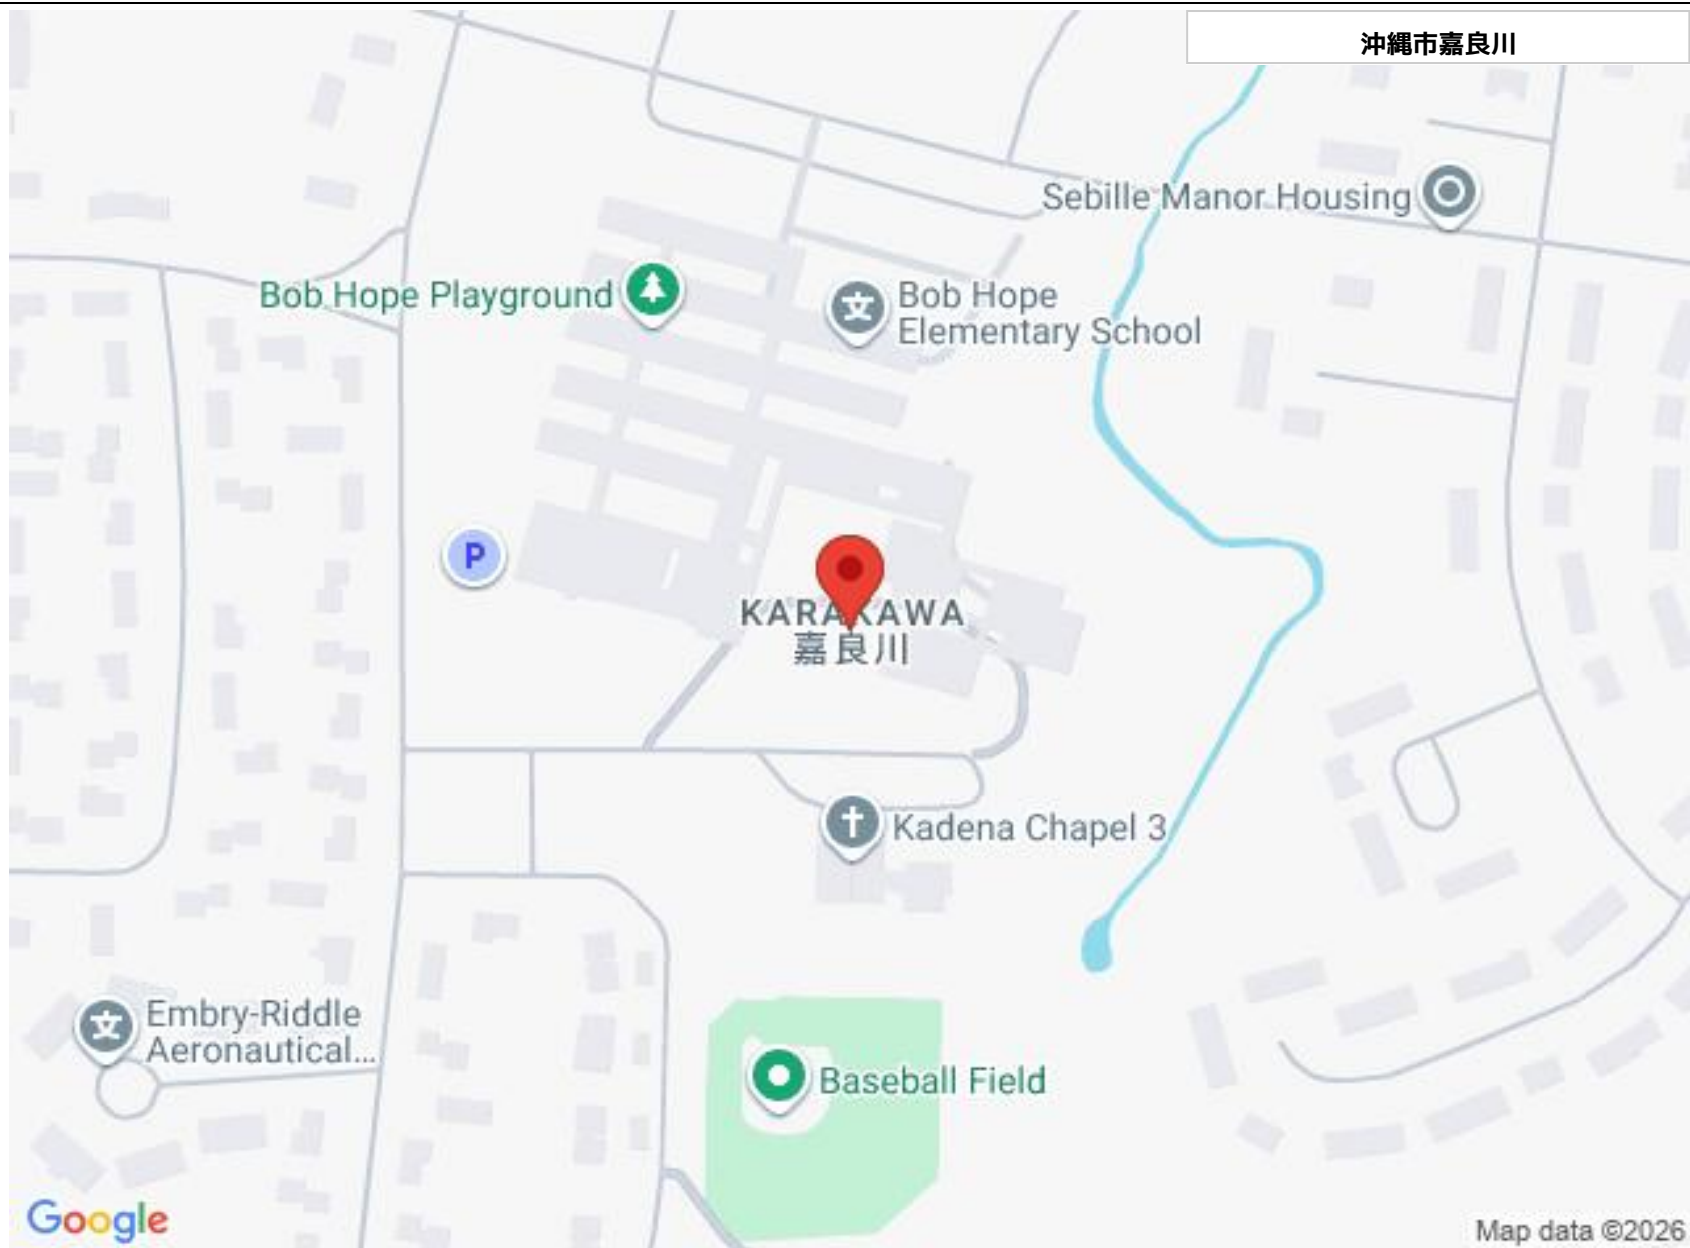 沖縄市嘉良川
Sebille Manor Housing
Bob Hope Playground
Bob Hope
Elementary School
P
KARAKAWA
嘉良川
Kadena Chapel 3
Embry-Riddle
Aeronautical...
Baseball Field
Google
Map data ©2026